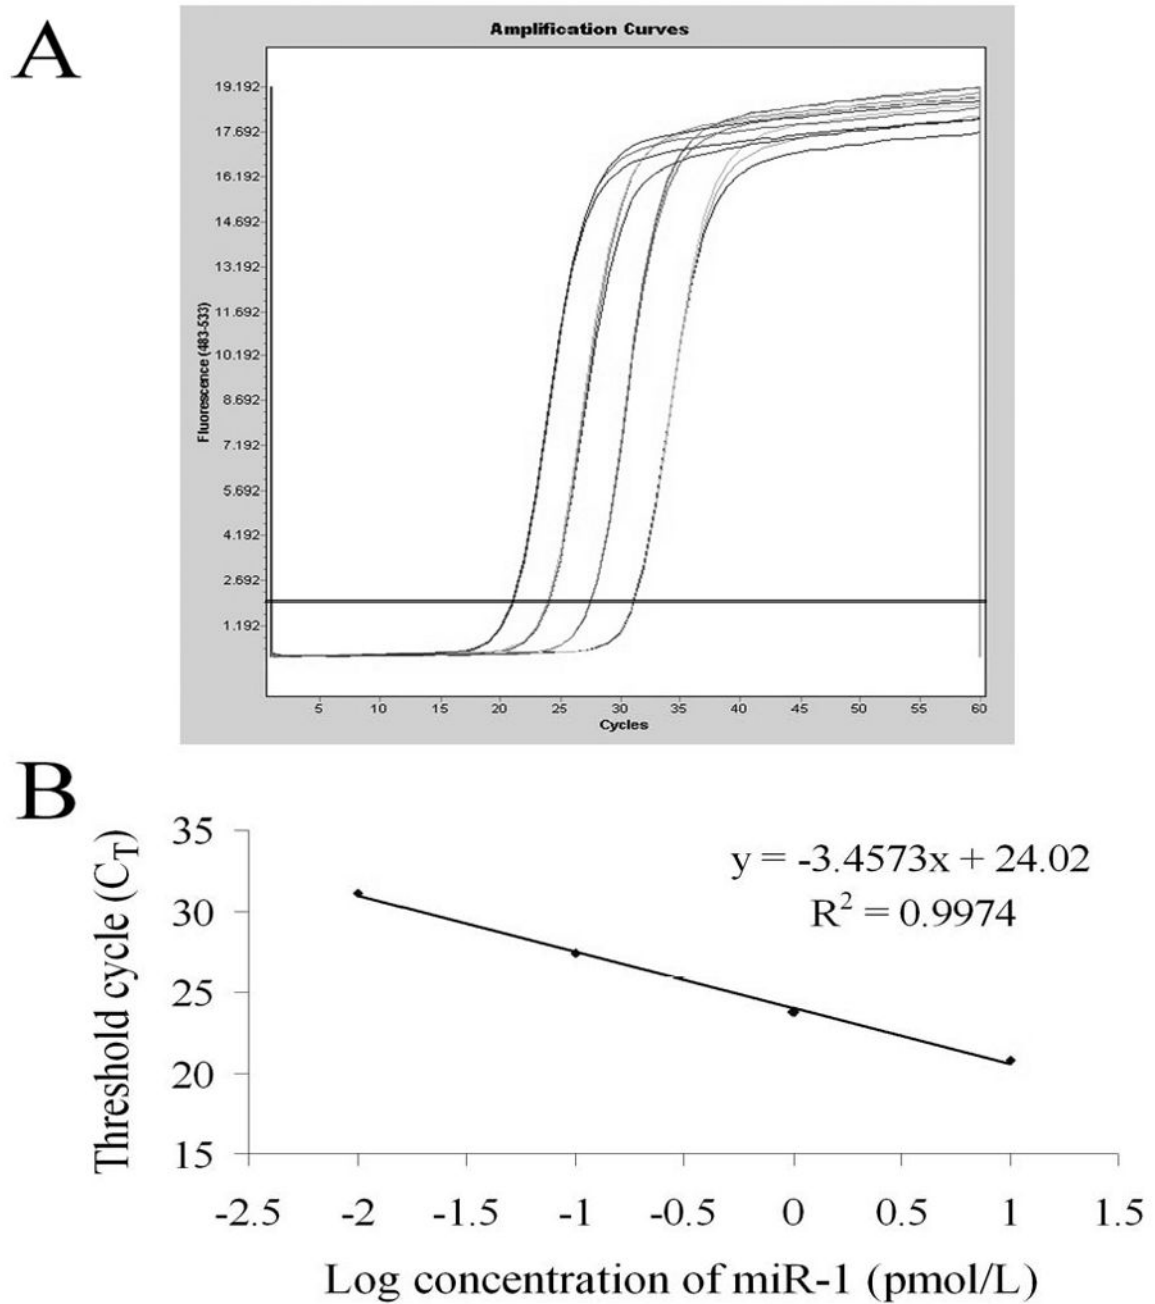 A
Amplification Curves
19.192
17.692
16.192
14.692
13.192
11.692
10.192
8.692
7.192
5.692
4.192
2.692
1.192
Fluorescence (483-533)
5 10 15 20 25 30 35 40 45 50 55 60
Cycles
B
Threshold cycle (C_T)
35
30
25
20
15
y = -3.4573x + 24.02
R² = 0.9974
-2.5 -2 -1.5 -1 -0.5 0 0.5 1 1.5
Log concentration of miR-1 (pmol/L)